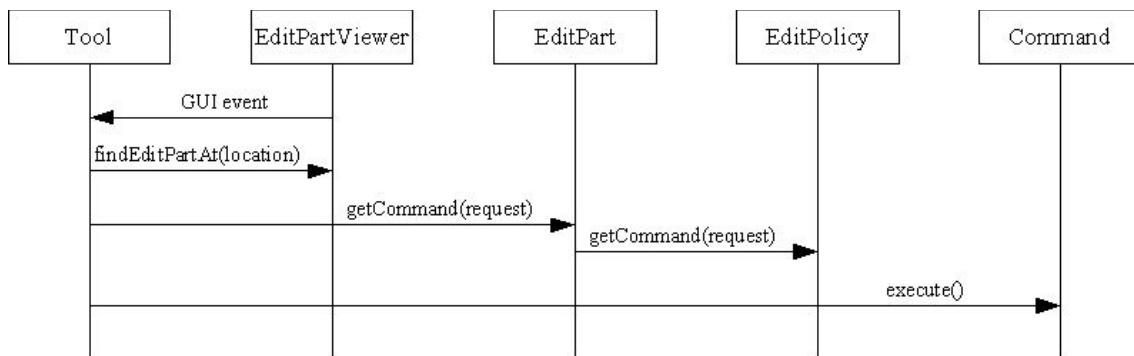 Tool
EditPartViewer
EditPart
EditPolicy
Command
GUI event
findEditPartAt(location)
getCommand(request)
getCommand(request)
execute()